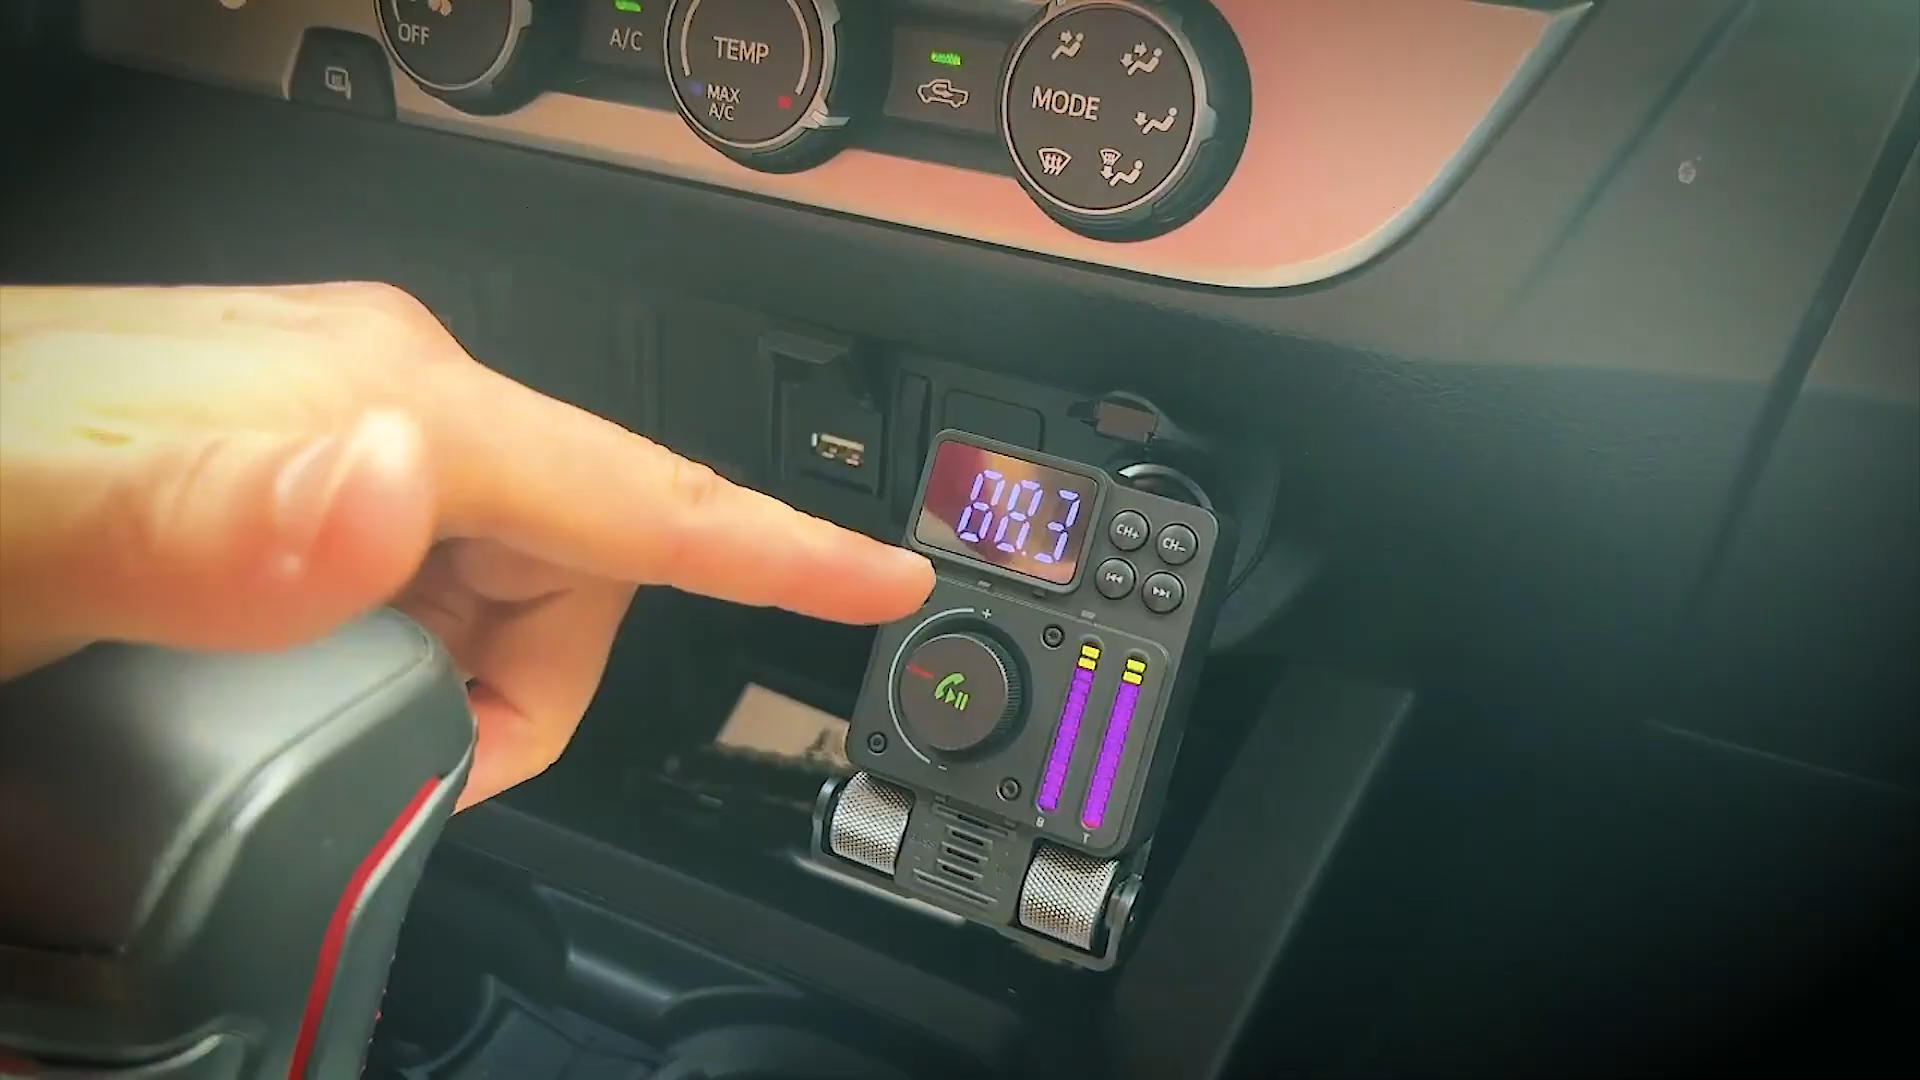 OFF
A/C
TEMP
MAX
A/C
MODE
88.3
CH+
CH-
+
-
B
T